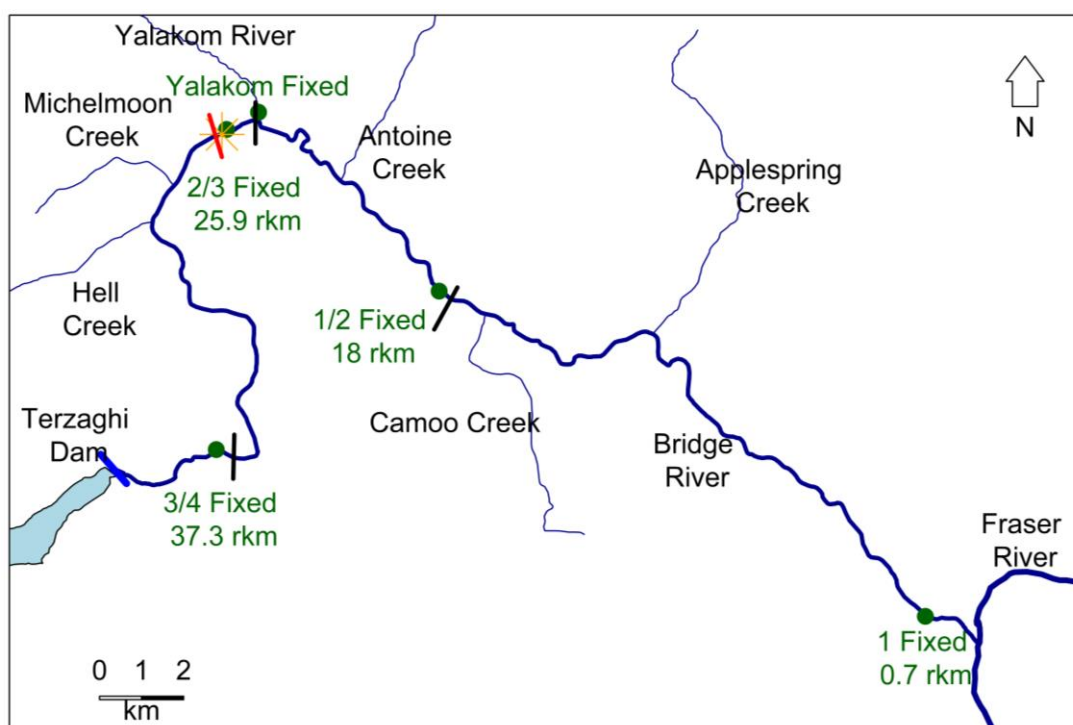 Yalakom River
Yalakom Fixed
Michelmoon
Creek
N
Antoine
Creek
Applespring
Creek
2/3 Fixed
25.9 rkm
Hell
Creek
1/2 Fixed
18 rkm
Terzaghi
Dam
Camoo Creek
Bridge
River
3/4 Fixed
37.3 rkm
Fraser
River
1 Fixed
0.7 rkm
0 1 2
km